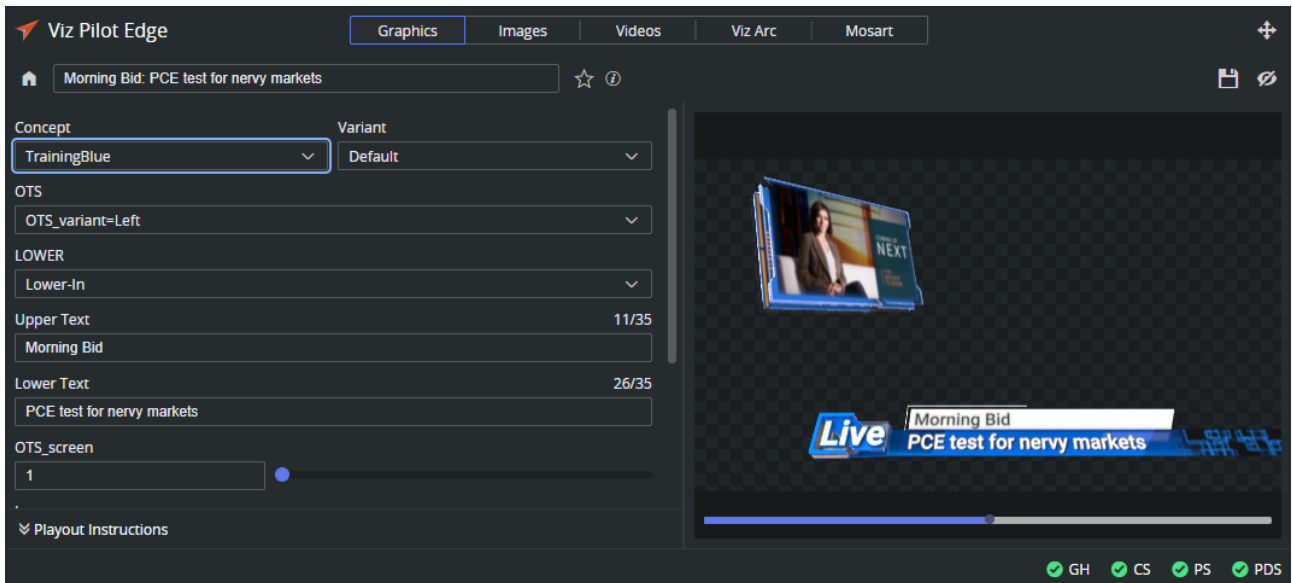 Viz Pilot Edge
Graphics
Images
Videos
Viz Arc
Mosart
Morning Bid: PCE test for nervy markets
Concept
Variant
TrainingBlue
Default
OTS
OTS_variant=Left
LOWER
Lower-In
Upper Text 11/35
Morning Bid
Lower Text 26/35
PCE test for nervy markets
OTS_screen
1
Playout Instructions
COMING UP
NEXT
Live
Morning Bid
PCE test for nervy markets
GH
CS
PS
PDS